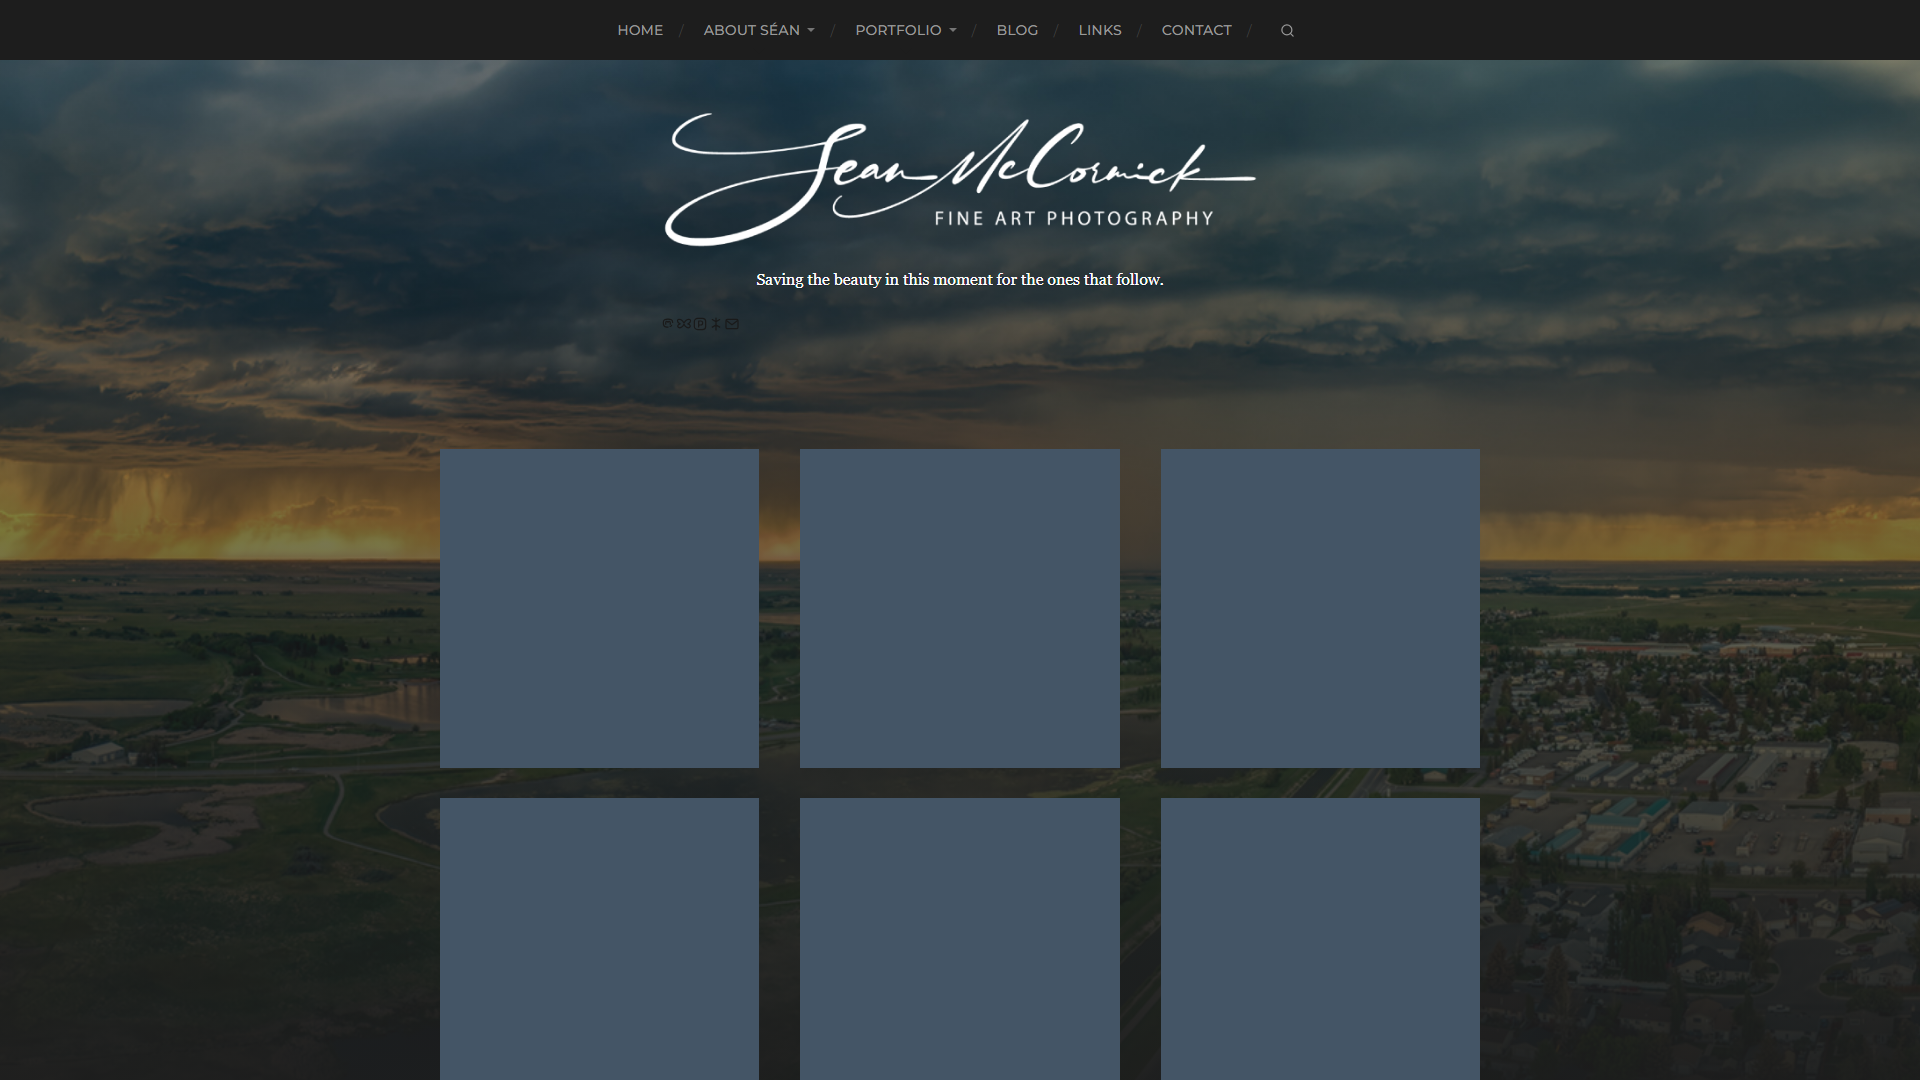 HOME / ABOUT SÉAN / PORTFOLIO / BLOG / LINKS / CONTACT /
Sean McCormick
FINE ART PHOTOGRAPHY
Saving the beauty in this moment for the ones that follow.